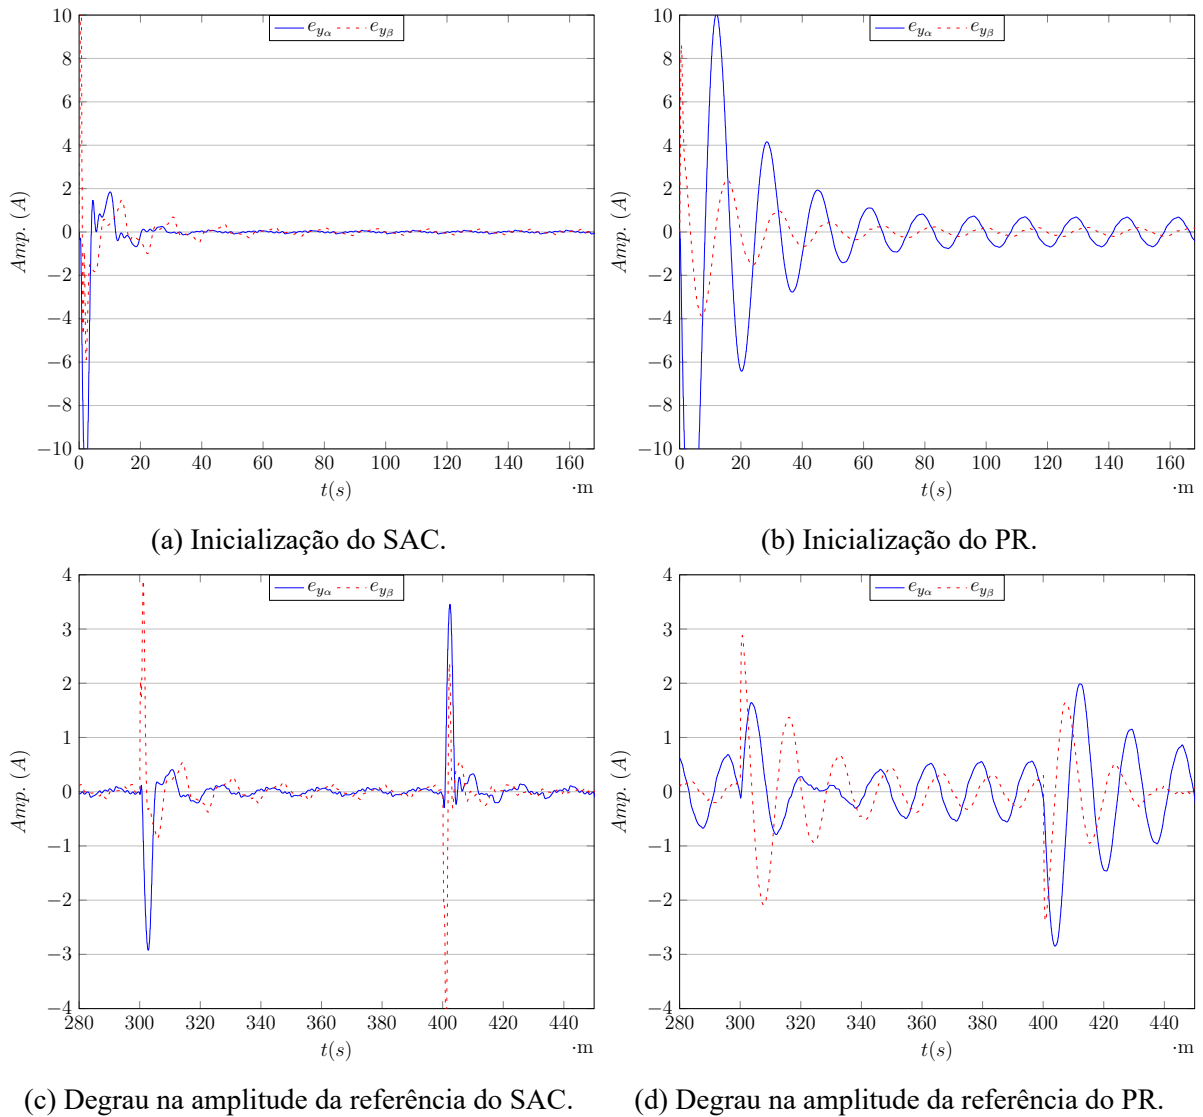 e_{y_α} e_{y_β}
10
8
6
4
2
0
−2
−4
−6
−8
−10
Amp. (A)
0 20 40 60 80 100 120 140 160
t(s) ·m
(a) Inicialização do SAC.
e_{y_α} e_{y_β}
10
8
6
4
2
0
−2
−4
−6
−8
−10
Amp. (A)
0 20 40 60 80 100 120 140 160
t(s) ·m
(b) Inicialização do PR.
e_{y_α} e_{y_β}
4
3
2
1
0
−1
−2
−3
−4
Amp. (A)
280 300 320 340 360 380 400 420 440
t(s) ·m
(c) Degrau na amplitude da referência do SAC.
e_{y_α} e_{y_β}
4
3
2
1
0
−1
−2
−3
−4
Amp. (A)
280 300 320 340 360 380 400 420 440
t(s) ·m
(d) Degrau na amplitude da referência do PR.